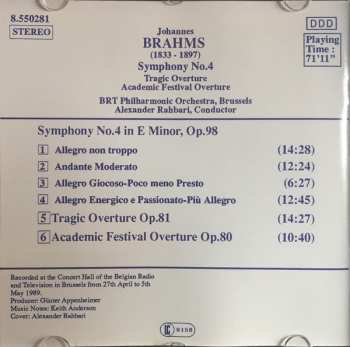 8.550281
STEREO
Johannes
BRAHMS
(1833 - 1897)
Symphony No.4
Tragic Overture
Academic Festival Overture
DDD
Playing
Time :
71'11"
BRT Philharmonic Orchestra, Brussels
Alexander Rahbari, Conductor
Symphony No.4 in E Minor, Op.98
1 Allegro non troppo (14:28)
2 Andante Moderato (12:24)
3 Allegro Giocoso-Poco meno Presto (6:27)
4 Allegro Energico e Passionato-Più Allegro (12:45)
5 Tragic Overture Op.81 (14:27)
6 Academic Festival Overture Op.80 (10:40)
Recorded at the Concert Hall of the Belgian Radio
and Television in Brussels from 27th April to 5th
May 1989.
Producer: Günter Appenheimer
Music Notes: Keith Anderson
Cover: Alexander Rahbari